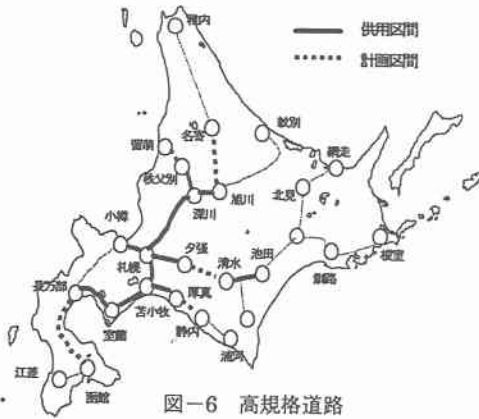 稚内
供用区間
計画区間
名寄
紋別
留萌
網走
秩父別
北見
深川
旭川
小樽
夕張
札幌
清水
池田
根室
釧路
長万部
厚真
苫小牧
静内
室蘭
浦河
江差
函館
図−6 高規格道路